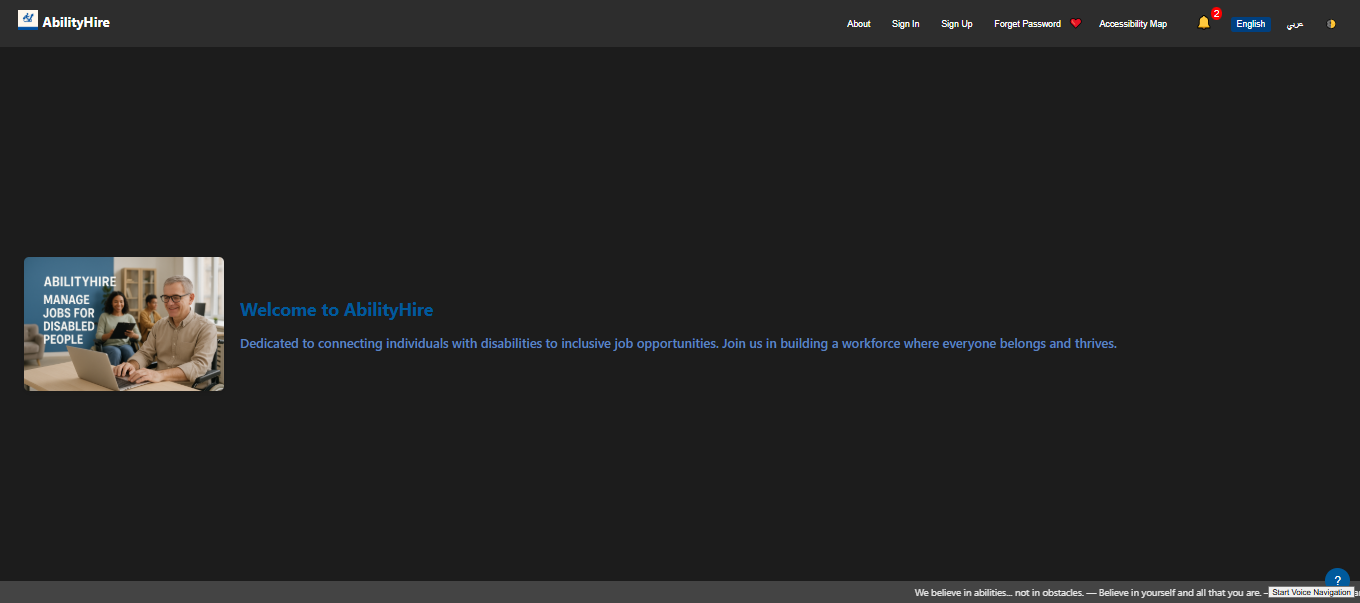 AbilityHire
About
Sign In
Sign Up
Forget Password
Accessibility Map
2
English
عربي
ABILITYHIRE
MANAGE
JOBS FOR
DISABLED
PEOPLE
Welcome to AbilityHire
Dedicated to connecting individuals with disabilities to inclusive job opportunities. Join us in building a workforce where everyone belongs and thrives.
?
We believe in abilities... not in obstacles. — Believe in yourself and all that you are. –
Start Voice Navigation